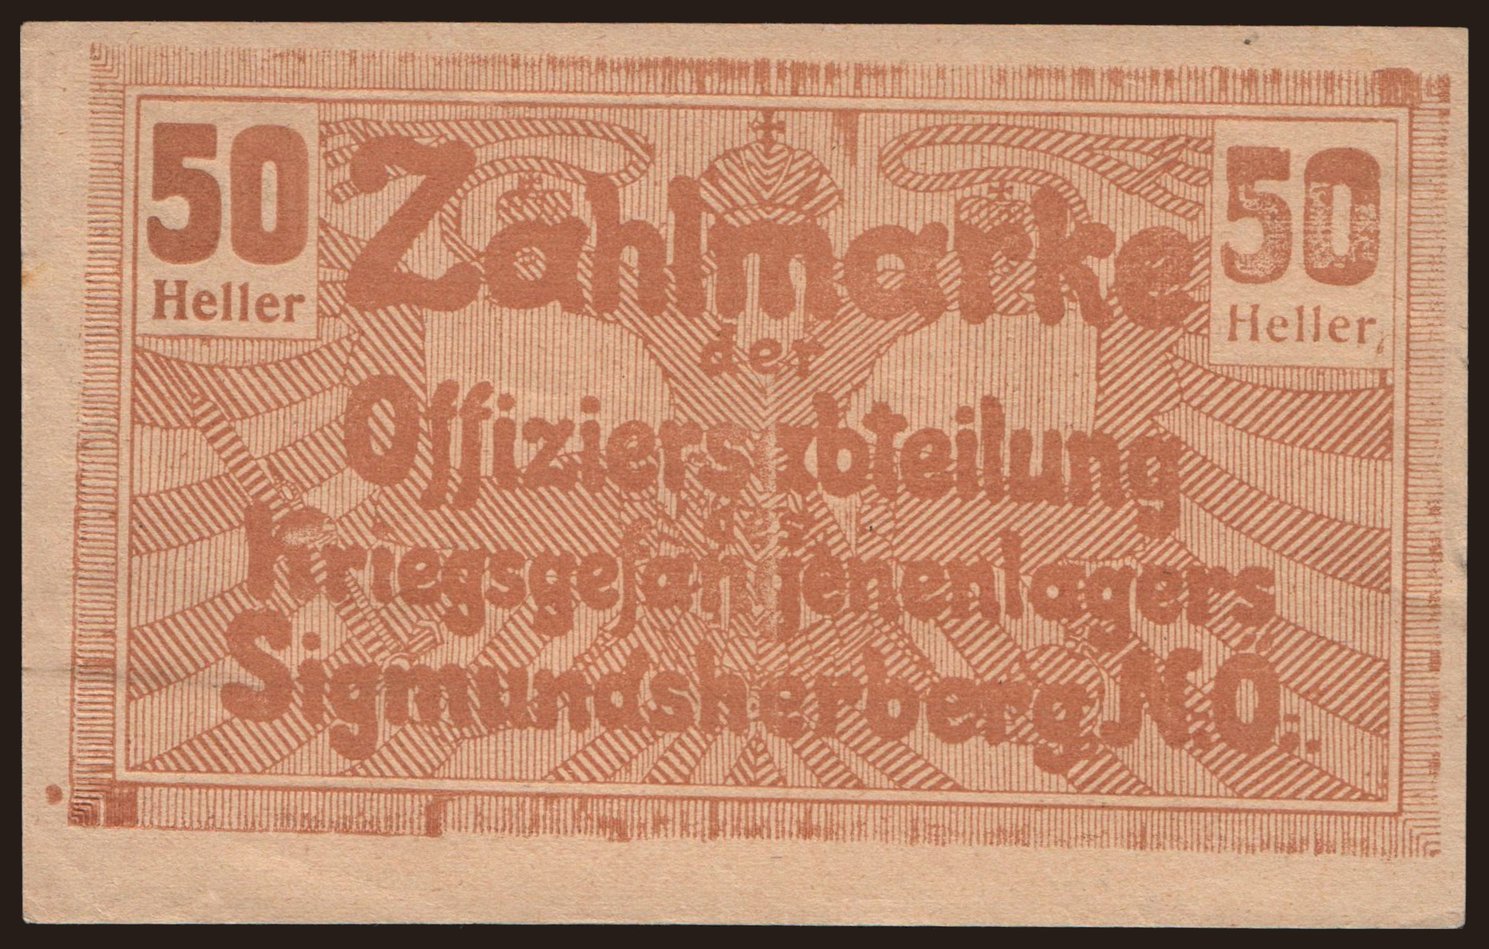 50
Heller
50
Heller
Zahlmarke
der
Offiziersabteilung
des
Kriegsgefangenenlagers
Sigmundsherberg N.Ö.